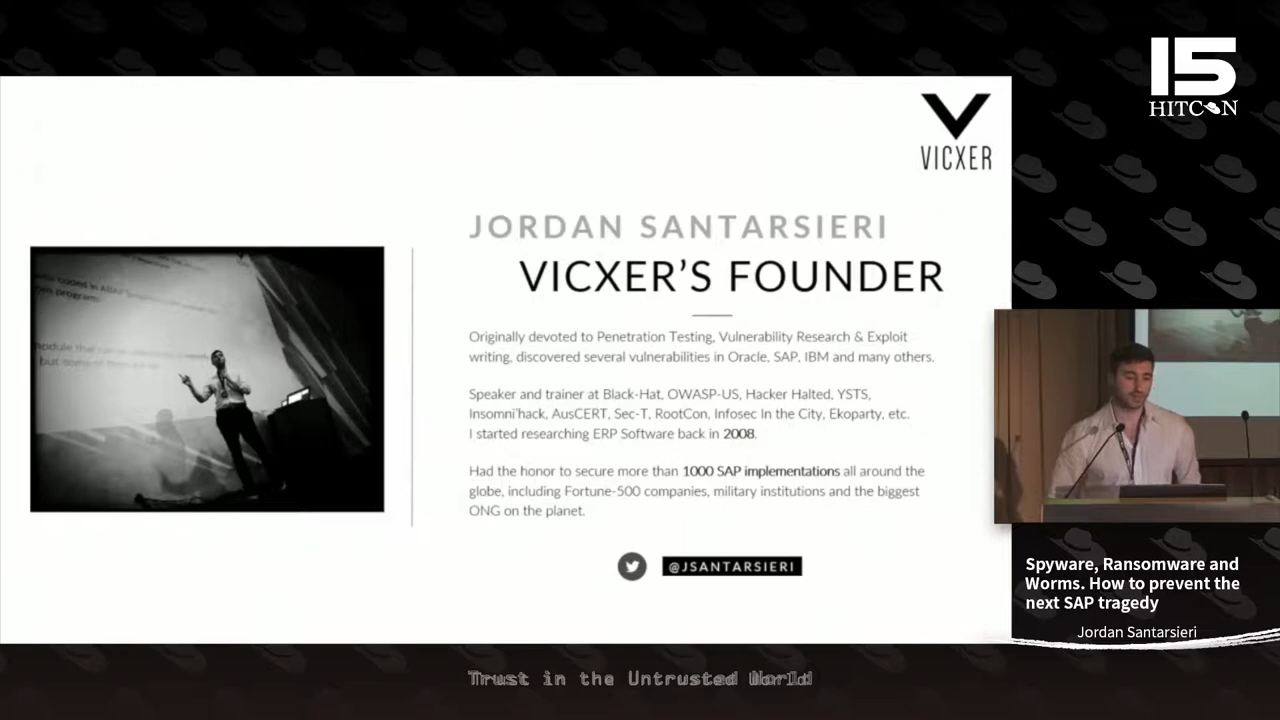 15
HITCON
VICXER
JORDAN SANTARSIERI
VICXER'S FOUNDER
Originally devoted to Penetration Testing, Vulnerability Research & Exploit
writing, discovered several vulnerabilities in Oracle, SAP, IBM and many others.
Speaker and trainer at Black-Hat, OWASP-US, Hacker Halted, YSTS,
Insomni'hack, AusCERT, Sec-T, RootCon, Infosec In the City, Ekoparty, etc.
I started researching ERP Software back in 2008.
Had the honor to secure more than 1000 SAP implementations all around the
globe, including Fortune-500 companies, military institutions and the biggest
ONG on the planet.
@JSANTARSIERI
Spyware, Ransomware and
Worms. How to prevent the
next SAP tragedy
Jordan Santarsieri
Trust in the Untrusted World